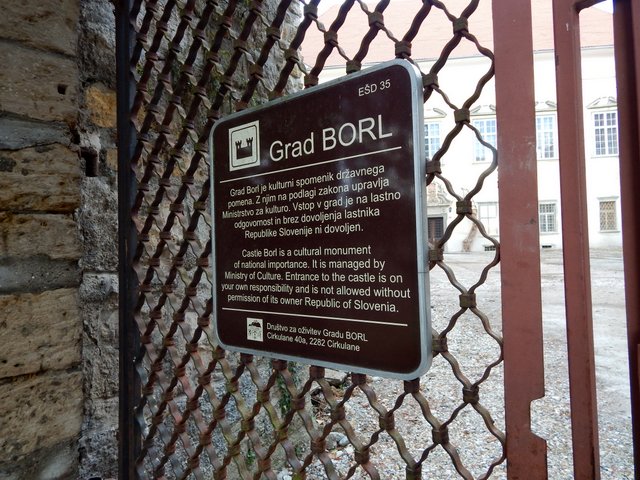 EŠD 35
Grad BORL
Grad Borl je kulturni spomenik državnega
pomena. Z njim na podlagi zakona upravlja
Ministrstvo za kulturo. Vstop v grad je na lastno
odgovornost in brez dovoljenja lastnika
Republike Slovenije ni dovoljen.
Castle Borl is a cultural monument
of national importance. It is managed by
Ministry of Culture. Entrance to the castle is on
your own responsibility and is not allowed without
permission of its owner Republic of Slovenia.
Društvo za oživitev Gradu BORL
Cirkulane 40a, 2282 Cirkulane